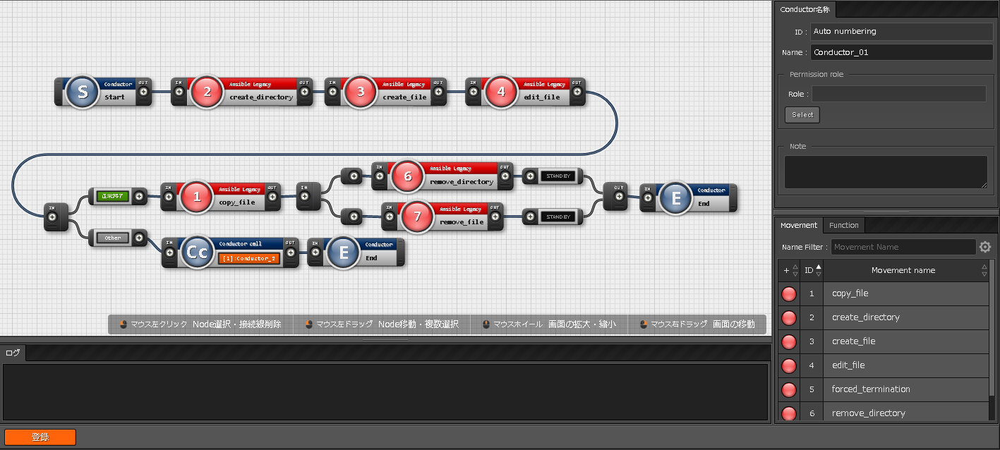 Conductor名称
ID : Auto numbering
Name : Conductor_01
Permission role
Role :
Select
Note
IN OUT
S Conductor Start OUT
IN 2 Ansible Legacy create_directory OUT
IN 3 Ansible Legacy create_file OUT
IN 4 Ansible Legacy edit_file OUT
IN
正常終了
IN 1 Ansible Legacy copy_file OUT
IN
IN 6 Ansible Legacy remove_directory OUT
STANDBY
IN 7 Ansible Legacy remove_file OUT
STANDBY
OUT
IN E Conductor End
Other
IN Cc Conductor call [1]:Conductor_2 OUT
IN E Conductor End
マウス左クリック Node選択・接続線削除 マウス左ドラッグ Node移動・複数選択 マウスホイール 画面の拡大・縮小 マウス右ドラッグ 画面の移動
Movement Function
Name Filter : Movement Name
+ ID Movement name
1 copy_file
2 create_directory
3 create_file
4 edit_file
5 forced_termination
6 remove_directory
ログ
登録